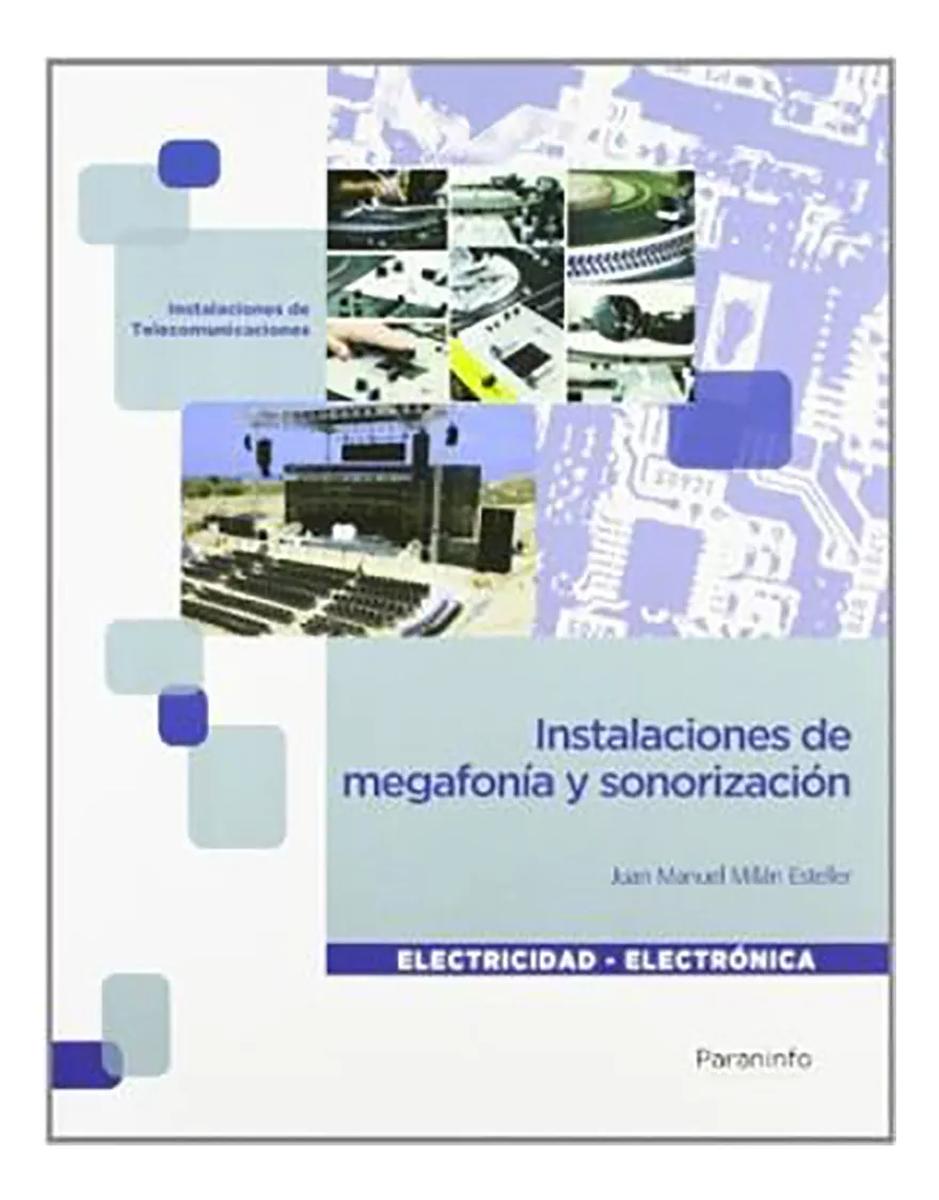 Instalaciones de
Telecomunicaciones
Instalaciones de
megafonía y sonorización
Juan Manuel Millán Esteller
ELECTRICIDAD - ELECTRÓNICA
Paraninfo